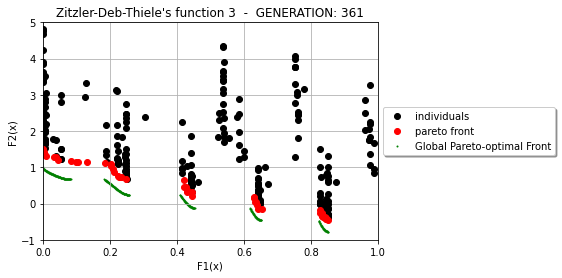 Zitzler-Deb-Thiele's function 3 - GENERATION: 361
5
4
3
2
1
0
−1
F2(x)
0.0 0.2 0.4 0.6 0.8 1.0
F1(x)
individuals
pareto front
Global Pareto-optimal Front